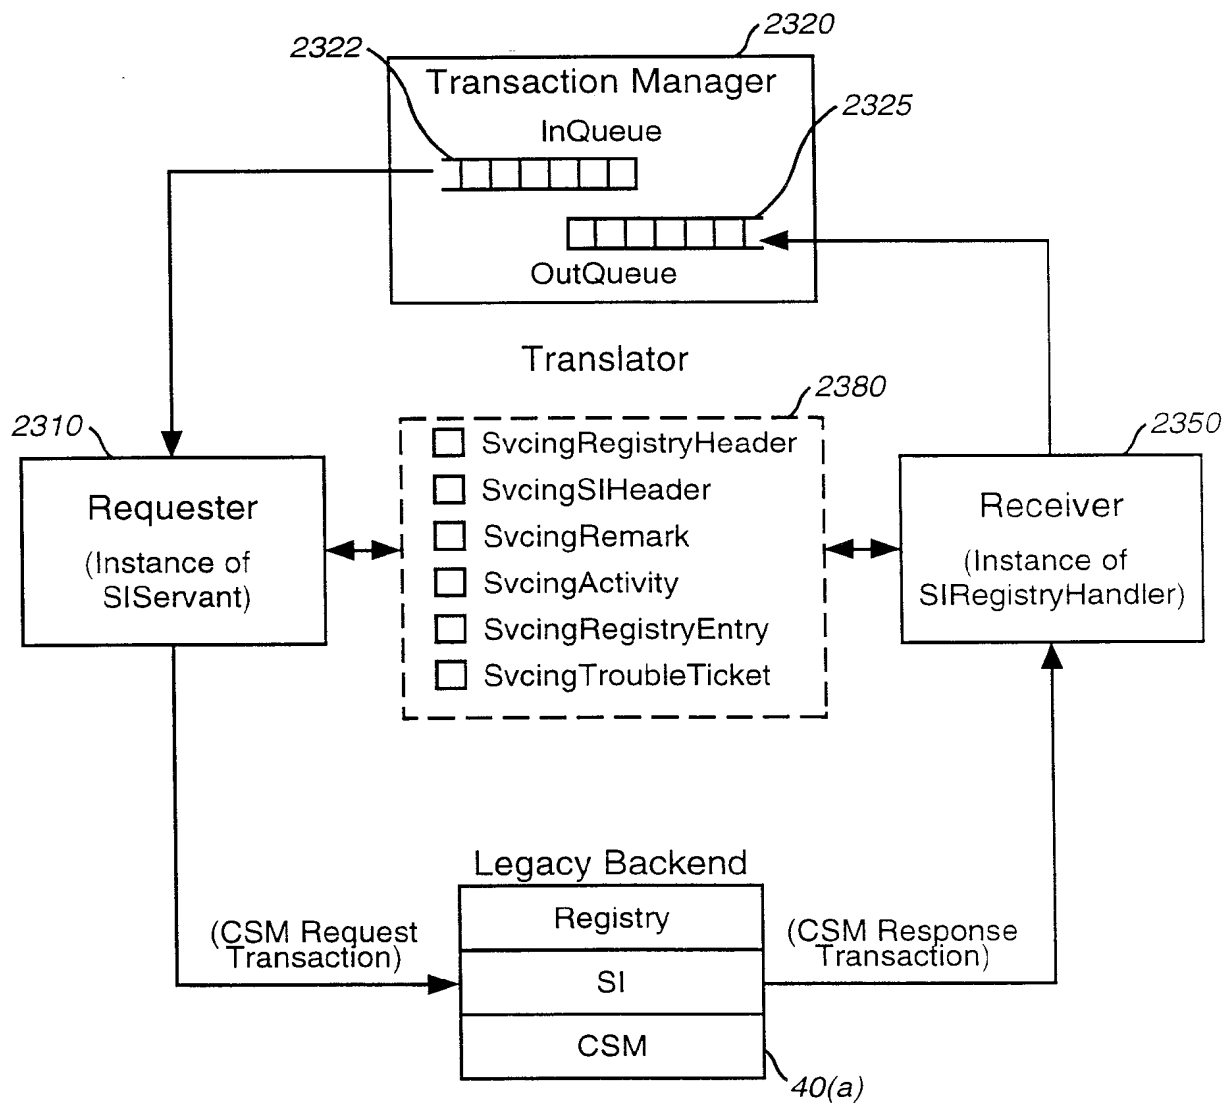 2320
2322
Transaction Manager
2325
InQueue
OutQueue
Translator
2380
2310
2350
SvcingRegistryHeader
SvcingSIHeader
SvcingRemark
SvcingActivity
SvcingRegistryEntry
SvcingTroubleTicket
Requester
(Instance of
SIServant)
Receiver
(Instance of
SIRegistryHandler)
Legacy Backend
Registry
SI
CSM
(CSM Request
Transaction)
(CSM Response
Transaction)
40(a)